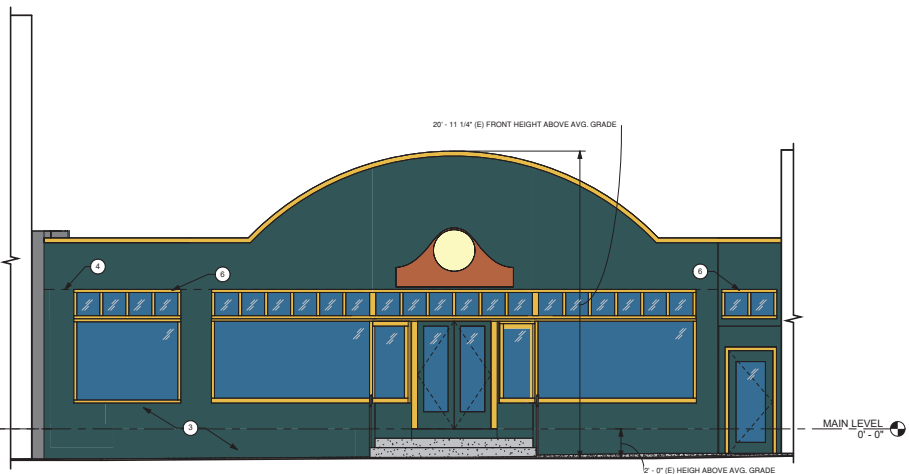 20' - 11 1/4" (E) FRONT HEIGHT ABOVE AVG. GRADE
4
6
6
3
MAIN LEVEL
0' - 0"
2' - 0" (E) HEIGH ABOVE AVG. GRADE